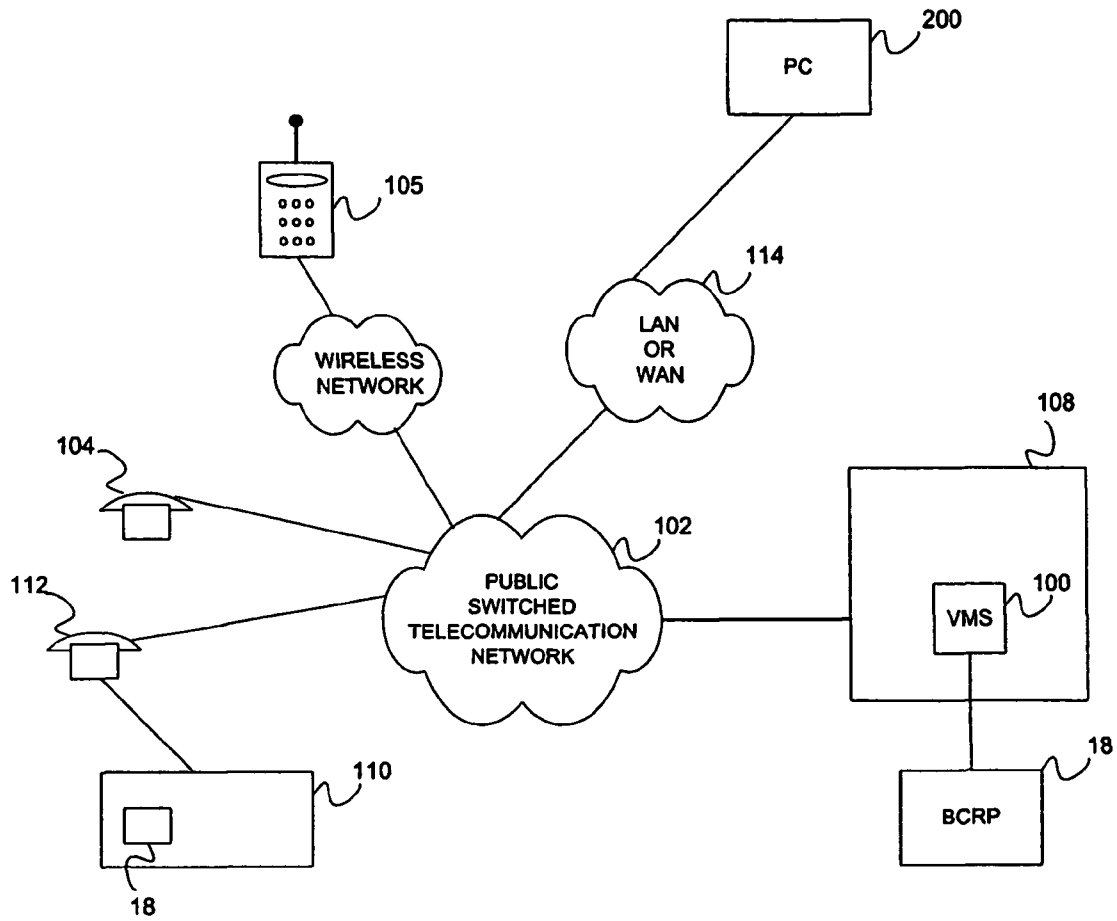 200
PC
105
114
LAN
OR
WAN
WIRELESS
NETWORK
108
104
102
PUBLIC
SWITCHED
TELECOMMUNICATION
NETWORK
100
VMS
112
110
18
BCRP
18